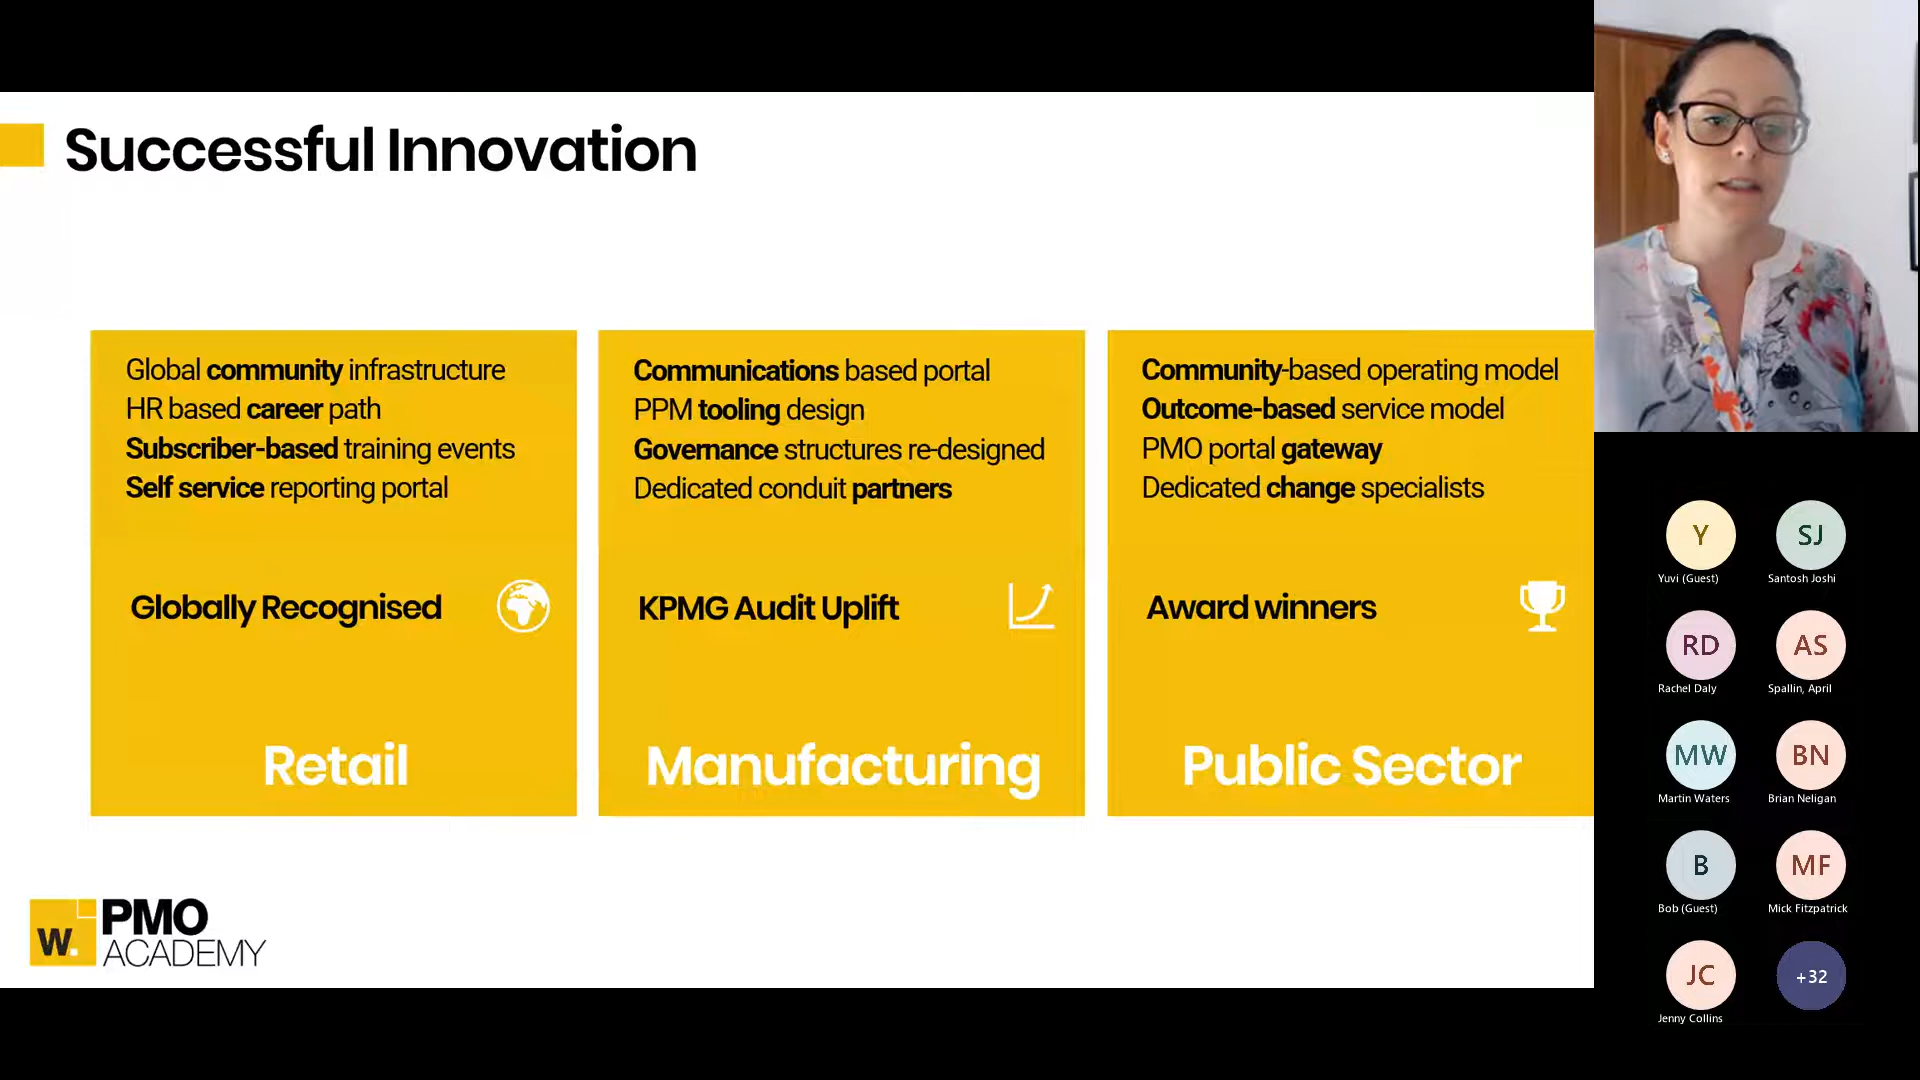 Successful Innovation
Global community infrastructure
HR based career path
Subscriber-based training events
Self service reporting portal
Globally Recognised
Retail
Communications based portal
PPM tooling design
Governance structures re-designed
Dedicated conduit partners
KPMG Audit Uplift
Manufacturing
Community-based operating model
Outcome-based service model
PMO portal gateway
Dedicated change specialists
Award winners
Public Sector
W.
PMO
ACADEMY
Y
Yuvi (Guest)
SJ
Santosh Joshi
RD
Rachel Daly
AS
Spallin, April
MW
Martin Waters
BN
Brian Neligan
B
Bob (Guest)
MF
Mick Fitzpatrick
JC
Jenny Collins
+32